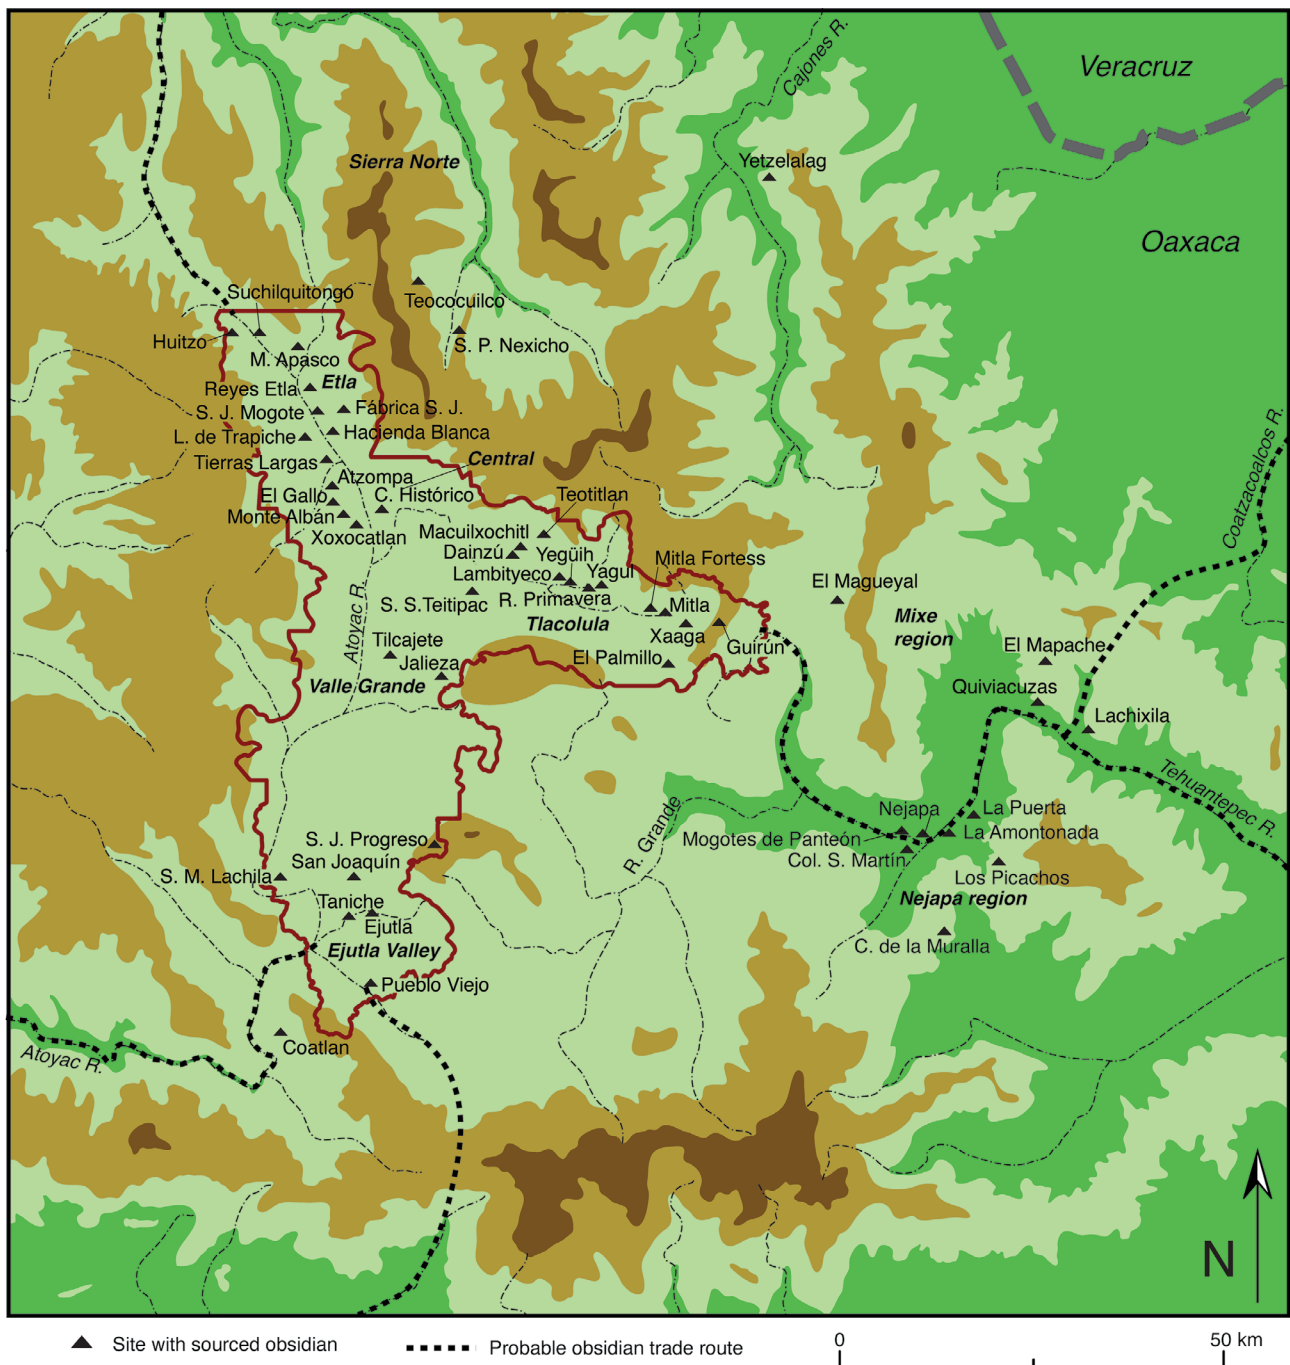 Cajones R.
Veracruz
Sierra Norte
Yetzelalag
Oaxaca
Suchilquitongo
Teococuilco
Huitzo
S. P. Nexicho
M. Apasco
Reyes Etla
Etla
S. J. Mogote
Fábrica S. J.
L. de Trapiche
Hacienda Blanca
Tierras Largas
Central
Atzompa
El Gallo
C. Histórico
Teotitlan
Coatzacoalcos R.
Monte Albán
Xoxocatlan
Macuilxochitl
Dainzú
Yegüih
Mitla Fortess
Lambityeco
Yagul
El Magueyal
S. S.Teitipac
R. Primavera
Mitla
Atoyac R.
Tlacolula
Xaaga
Mixe
region
Tilcajete
Guirún
El Mapache
Jalieza
El Palmillo
Valle Grande
Quiviacuzas
Lachixila
Tehuantepec R.
R. Grande
Nejapa
La Puerta
S. J. Progreso
Mogotes de Panteón
La Amontonada
San Joaquín
Col. S. Martín
S. M. Lachila
Los Picachos
Taniche
Nejapa region
Ejutla
Ejutla Valley
C. de la Muralla
Pueblo Viejo
Coatlan
Atoyac R.
N
Site with sourced obsidian
Probable obsidian trade route
0
50 km